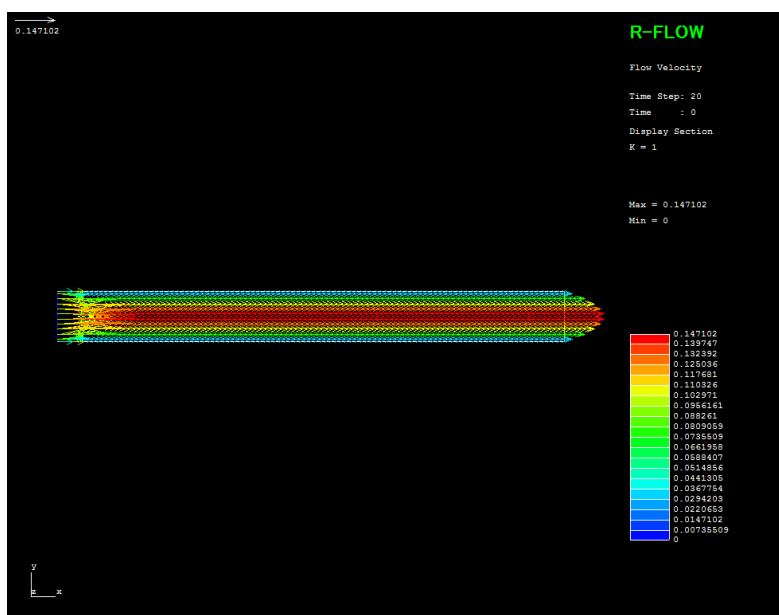 0.147102
R-FLOW
Flow Velocity
Time Step: 20
Time : 0
Display Section
K = 1
Max = 0.147102
Min = 0
0.147102
0.139747
0.132392
0.125036
0.117681
0.110326
0.102971
0.0956161
0.088261
0.0809059
0.0735509
0.0661958
0.0588407
0.0514856
0.0441305
0.0367754
0.0294203
0.0220653
0.0147102
0.00735509
0
y
z x